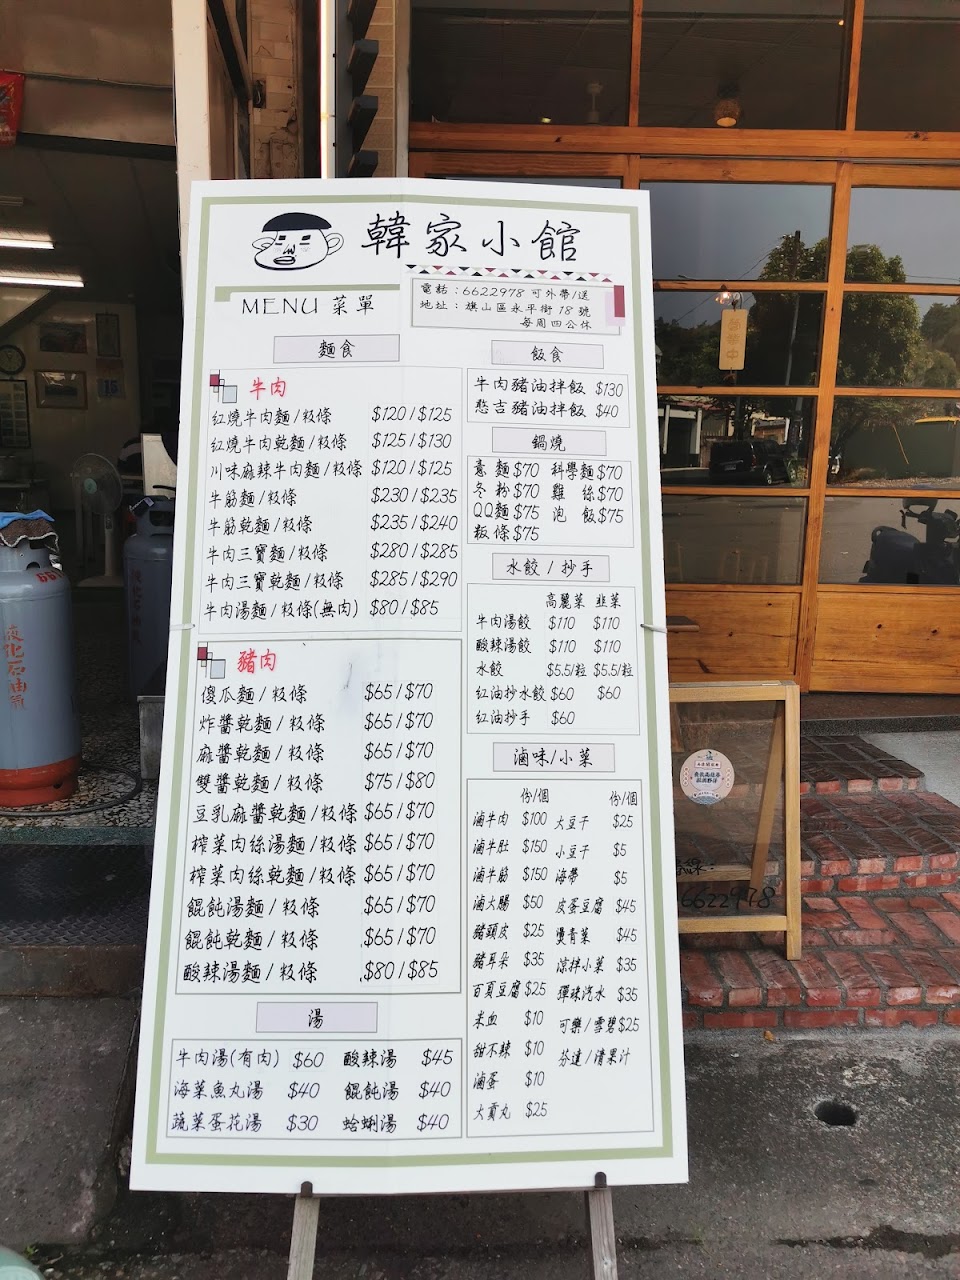 韓家小館
MENU 菜單
電話：6622978 可外帶/送
地址：旗山區永平街18號
每周四公休
麵食
牛肉
紅燒牛肉麵/粄條 $120/$125
紅燒牛肉乾麵/粄條 $125/$130
川味麻辣牛肉麵/粄條 $120/$125
牛筋麵/粄條 $230/$235
牛筋乾麵/粄條 $235/$240
牛肉三寶麵/粄條 $280/$285
牛肉三寶乾麵/粄條 $285/$290
牛肉湯麵/粄條(無肉) $80/$85
豬肉
傻瓜麵/粄條 $65/$70
炸醬乾麵/粄條 $65/$70
麻醬乾麵/粄條 $65/$70
雙醬乾麵/粄條 $75/$80
豆乳麻醬乾麵/粄條 $65/$70
榨菜肉絲湯麵/粄條 $65/$70
榨菜肉絲乾麵/粄條 $65/$70
餛飩湯麵/粄條 $65/$70
餛飩乾麵/粄條 $65/$70
酸辣湯麵/粄條 $80/$85
湯
牛肉湯(有肉) $60 酸辣湯 $45
海菜魚丸湯 $40 餛飩湯 $40
蔬菜蛋花湯 $30 蛤蜊湯 $40
飯食
牛肉豬油拌飯 $130
憨吉豬油拌飯 $40
鍋燒
意麵$70 科學麵$70
冬粉$70 雞絲$70
QQ麵$75 泡飯$75
粄條$75
水餃/抄手
高麗菜 韭菜
牛肉湯餃 $110 $110
酸辣湯餃 $110 $110
水餃 $5.5/粒 $5.5/粒
紅油抄水餃 $60 $60
紅油抄手 $60
滷味/小菜
份/個 份/個
滷牛肉 $100 大豆干 $25
滷牛肚 $150 小豆干 $5
滷牛筋 $150 海帶 $5
滷大腸 $50 皮蛋豆腐 $45
豬頭皮 $25 燙青菜 $45
豬耳朵 $35 涼拌小菜 $35
百頁豆腐 $25 彈珠汽水 $35
米血 $10 可樂/雪碧 $25
甜不辣 $10 芬達/清果汁
滷蛋 $10
大貢丸 $25
6622978
液化石油氣
15